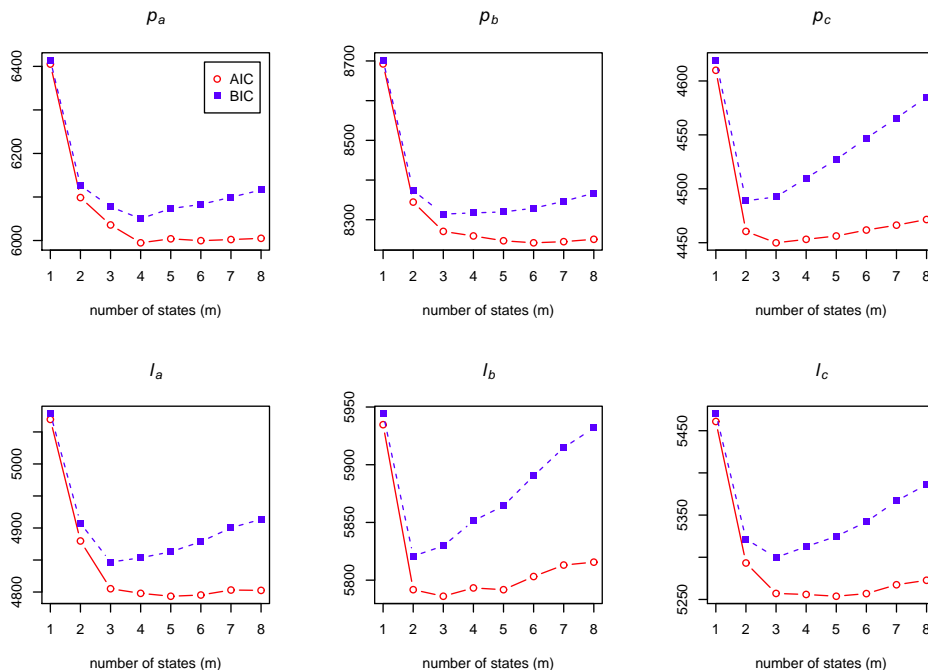 p_a p_b p_c
6400
6200
6000
AIC
BIC
8700
8500
8300
4600
4550
4500
4450
1 2 3 4 5 6 7 8 1 2 3 4 5 6 7 8 1 2 3 4 5 6 7 8
number of states (m) number of states (m) number of states (m)
l_a l_b l_c
5000
4900
4800
5950
5900
5850
5800
5450
5350
5250
1 2 3 4 5 6 7 8 1 2 3 4 5 6 7 8 1 2 3 4 5 6 7 8
number of states (m) number of states (m) number of states (m)